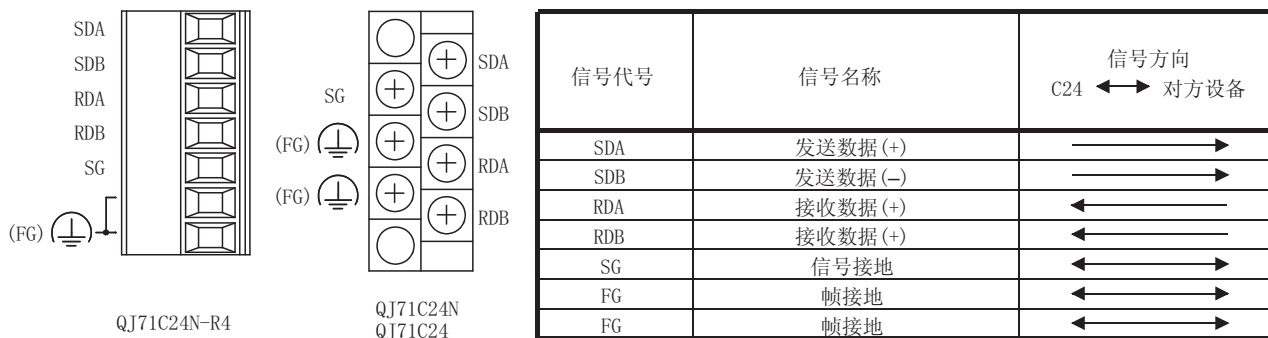 SDA
SDB
RDA
RDB
SG
(FG)
QJ71C24N-R4
SG
(FG)
(FG)
SDA
SDB
RDA
RDB
QJ71C24N
QJ71C24
信号代号 信号名称 信号方向
C24 ↔ 对方设备
SDA 发送数据(+) →
SDB 发送数据(−) →
RDA 接收数据(+) ←
RDB 接收数据(+) ←
SG 信号接地 ↔
FG 帧接地 ↔
FG 帧接地 ↔